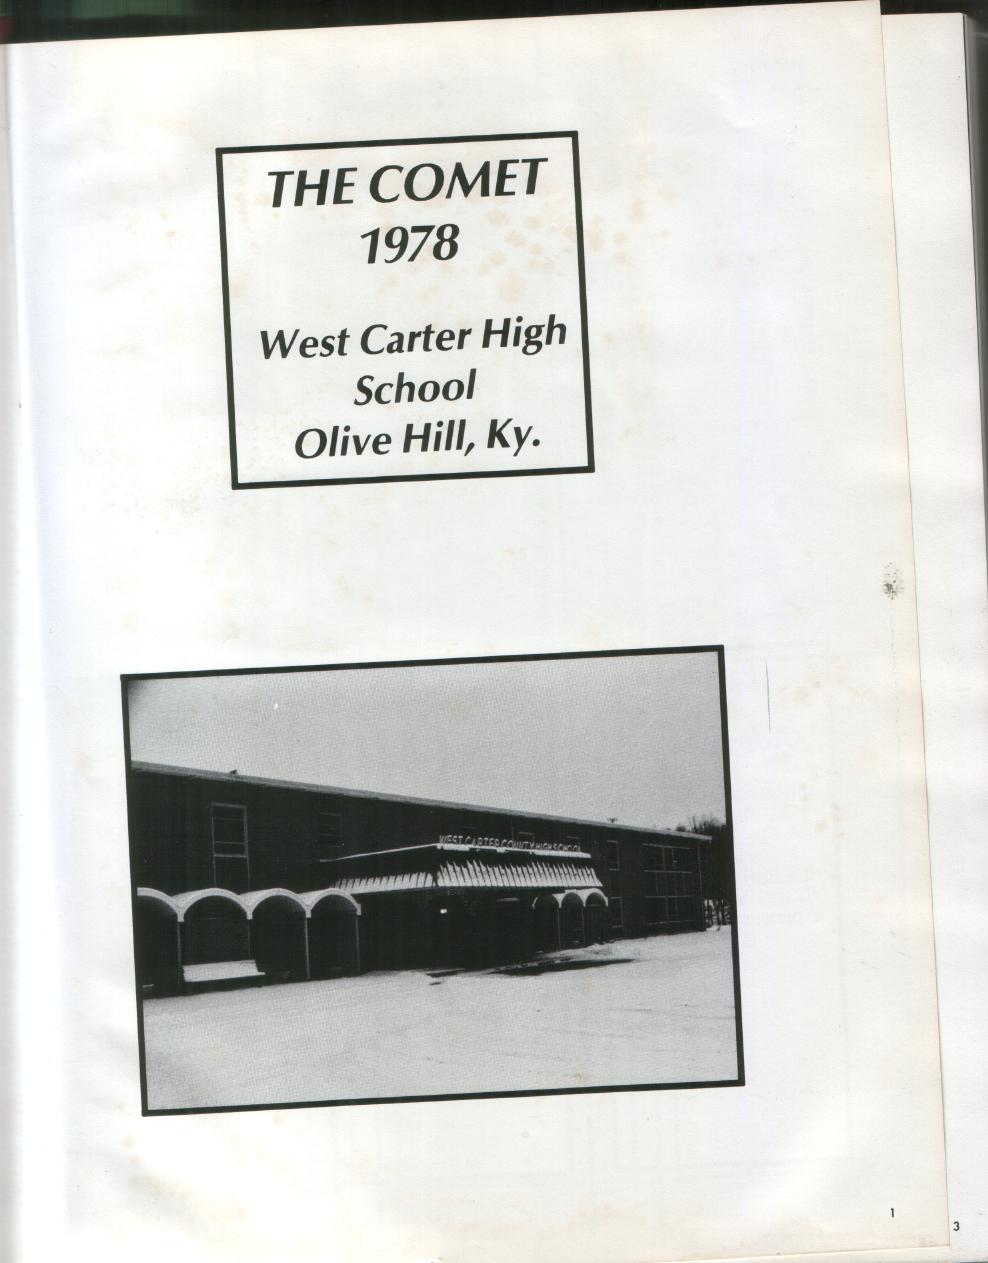 THE COMET
1978
West Carter High
School
Olive Hill, Ky.
WEST CARTER COUNTY HIGH SCHOOL
1
3